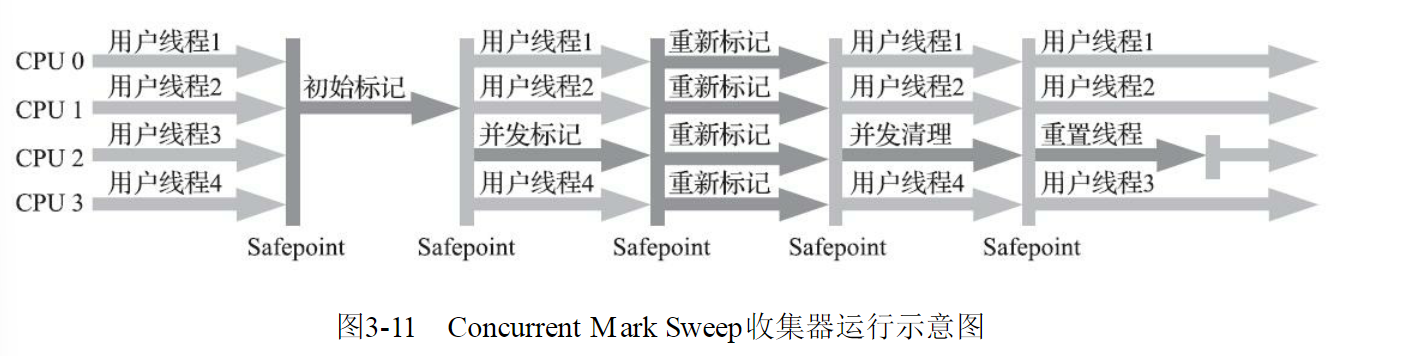 用户线程1 用户线程1 重新标记 用户线程1 用户线程1
CPU 0
用户线程2 初始标记 用户线程2 重新标记 用户线程2 用户线程2
CPU 1
用户线程3 并发标记 重新标记 并发清理 重置线程
CPU 2
用户线程4 用户线程4 重新标记 用户线程4 用户线程3
CPU 3
Safepoint Safepoint Safepoint Safepoint Safepoint
图3-11 Concurrent Mark Sweep收集器运行示意图